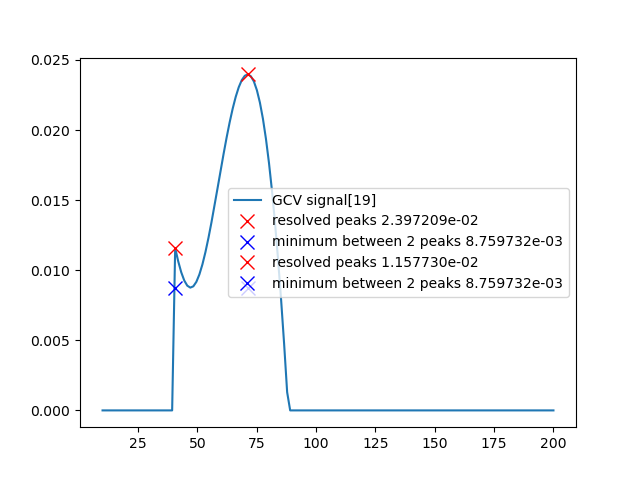 0.025
0.020
0.015
0.010
0.005
0.000
GCV signal[19]
resolved peaks 2.397209e-02
minimum between 2 peaks 8.759732e-03
resolved peaks 1.157730e-02
minimum between 2 peaks 8.759732e-03
25 50 75 100 125 150 175 200